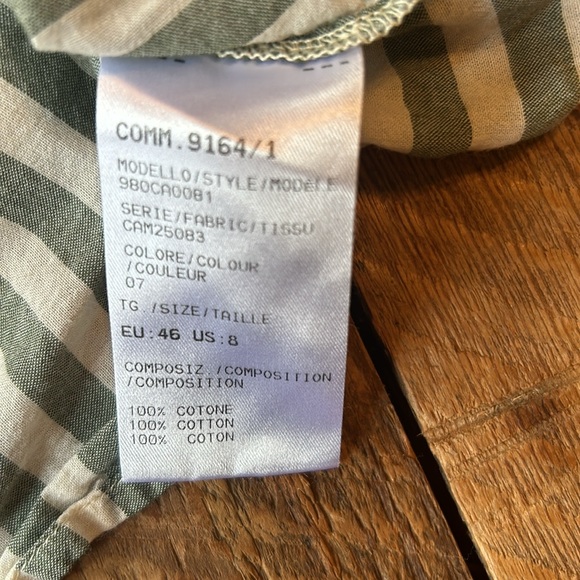 COMM.9164/1
MODELLO/STYLE/MODÈLE
980CA0081
SERIE/FABRIC/TISSU
CAM25083
COLORE/COLOUR
/COULEUR
07
TG./SIZE/TAILLE
EU:46 US:8
COMPOSIZ./COMPOSITION
/COMPOSITION
100% COTONE
100% COTTON
100% COTON